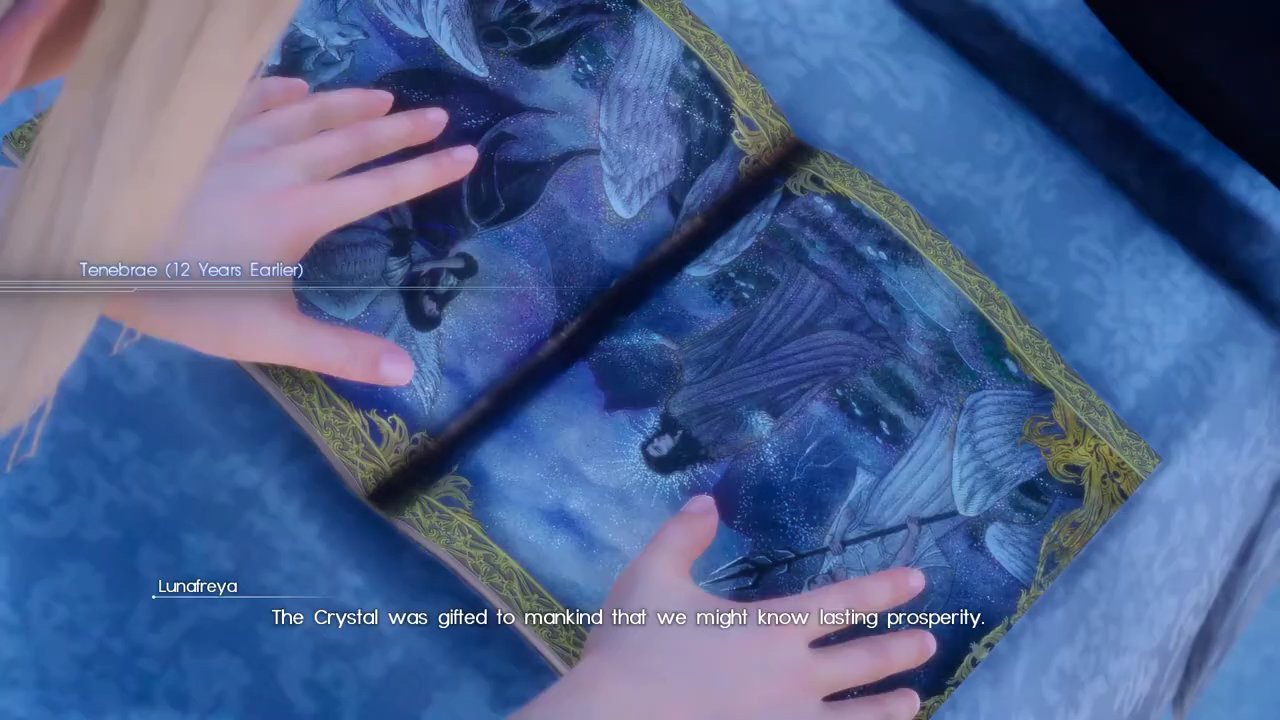 Tenebrae (12 Years Earlier)
Lunafreya
The Crystal was gifted to mankind that we might know lasting prosperity.